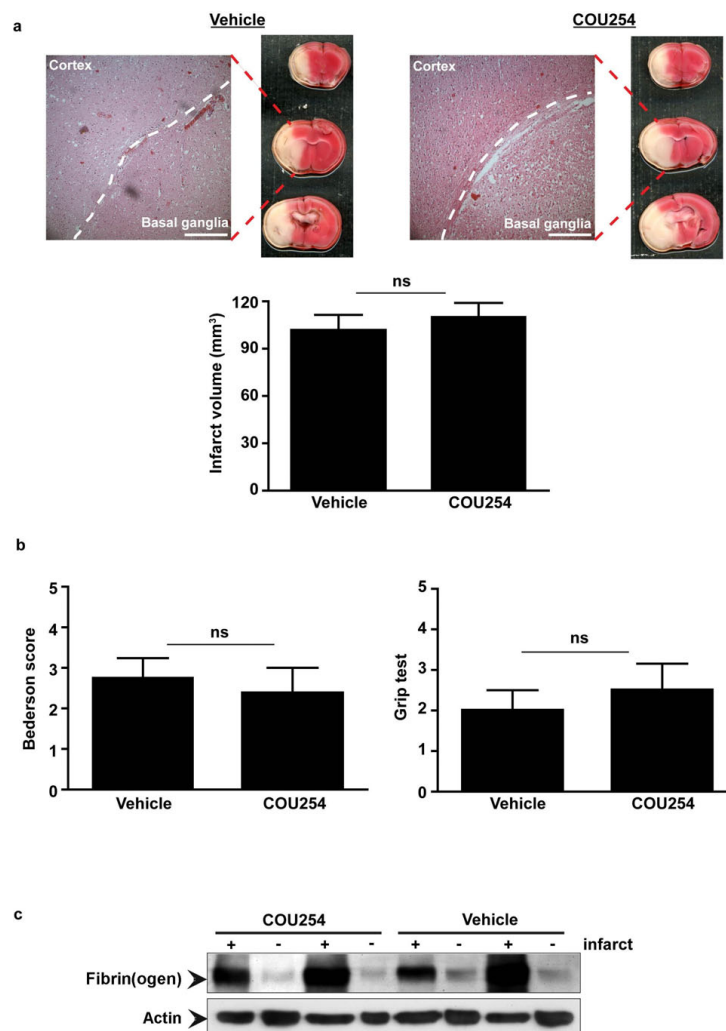 a
Vehicle
COU254
Cortex
Cortex
Basal ganglia
Basal ganglia
ns
120
90
60
30
0
Infarct volume (mm³)
Vehicle COU254
b
5
4
3
2
1
0
Bederson score
ns
Vehicle COU254
5
4
3
2
1
0
Grip test
ns
Vehicle COU254
c
COU254 Vehicle
+ - + - + - + - infarct
Fibrin(ogen)
Actin